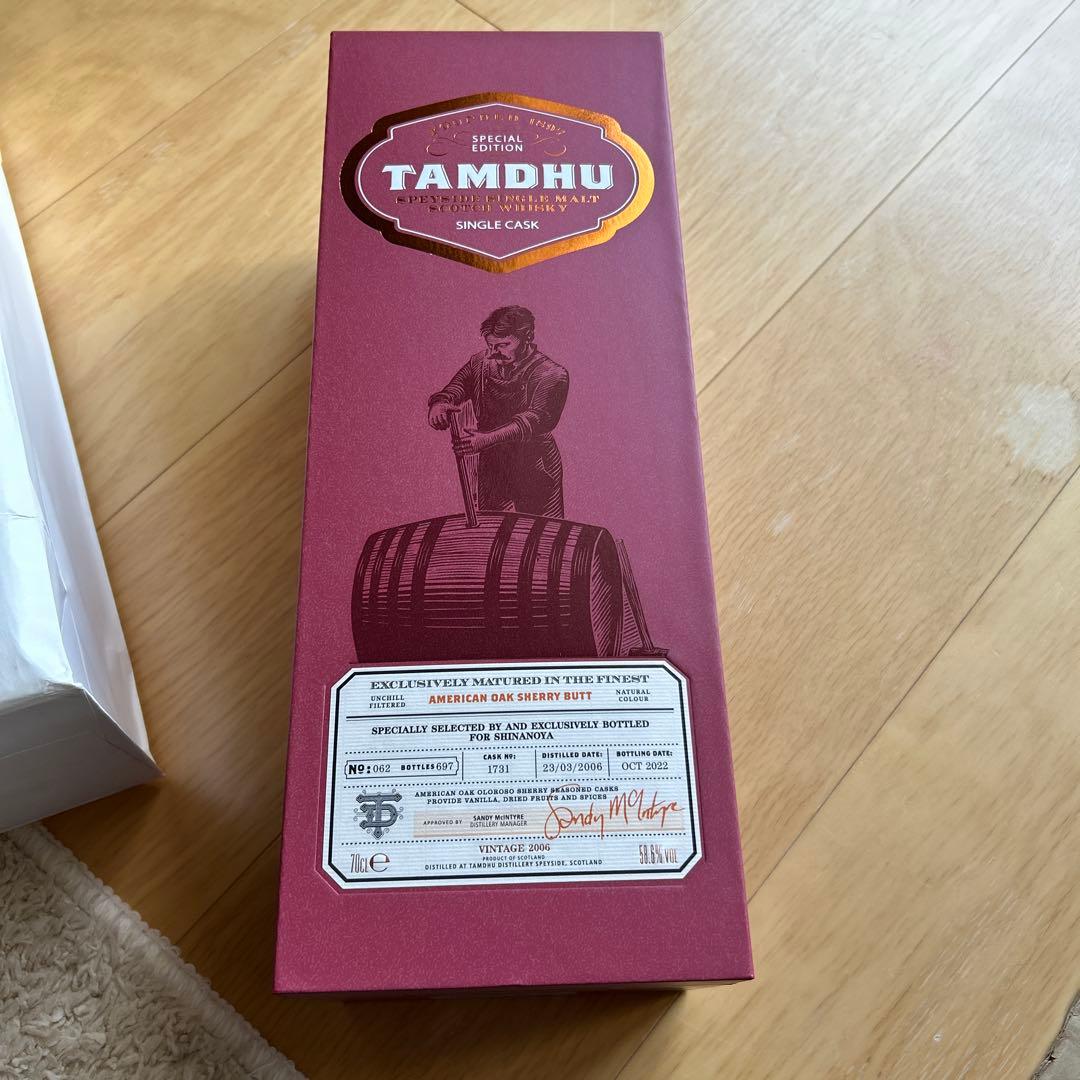 FOUNDED 1897
SPECIAL
EDITION
TAMDHU
SPEYSIDE SINGLE MALT
SCOTCH WHISKY
SINGLE CASK
EXCLUSIVELY MATURED IN THE FINEST
UNCHILL FILTERED AMERICAN OAK SHERRY BUTT NATURAL COLOUR
SPECIALLY SELECTED BY AND EXCLUSIVELY BOTTLED
FOR SHINANOYA
Nº: 062 BOTTLES 697 CASK Nº: 1731 DISTILLED DATE: 23/03/2006 BOTTLING DATE: OCT 2022
AMERICAN OAK OLOROSO SHERRY SEASONED CASKS
PROVIDE VANILLA, DRIED FRUITS AND SPICES
APPROVED BY SANDY McINTYRE DISTILLERY MANAGER Sandy McIntyre
VINTAGE 2006
PRODUCT OF SCOTLAND
70CL e DISTILLED AT TAMDHU DISTILLERY SPEYSIDE, SCOTLAND 58.6% VOL